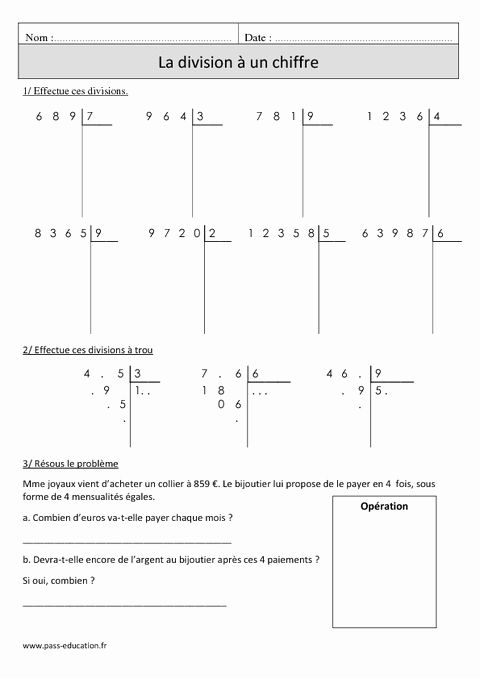 Nom :.......................................................... Date : ..........................................................
La division à un chiffre
1/ Effectue ces divisions.
6 8 9 7 9 6 4 3 7 8 1 9 1 2 3 6 4
8 3 6 5 9 9 7 2 0 2 1 2 3 5 8 5 6 3 9 8 7 6
2/ Effectue ces divisions à trou
4 . 5 3 7 . 6 6 4 6 . 9
. 9 1 . . 1 8 . . . . 9 5 .
. 5 0 6 .
. .
3/ Résous le problème
Mme joyaux vient d’acheter un collier à 859 €. Le bijoutier lui propose de le payer en 4 fois, sous
forme de 4 mensualités égales.
Opération
a. Combien d’euros va-t-elle payer chaque mois ?
b. Devra-t-elle encore de l’argent au bijoutier après ces 4 paiements ?
Si oui, combien ?
www.pass-education.fr